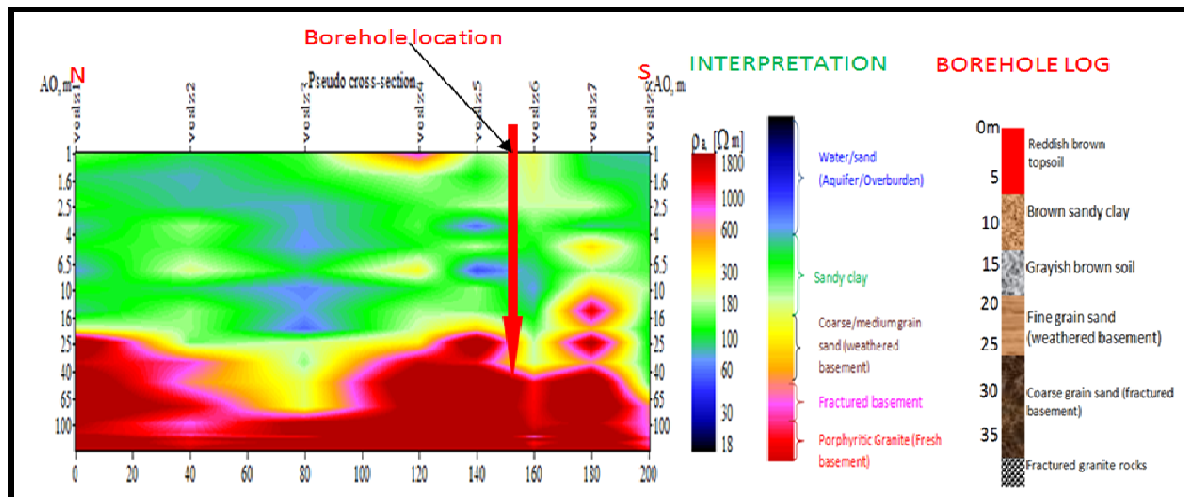 Borehole location
N
S
INTERPRETATION
BOREHOLE LOG
AO, m
Pseudo cross-section
AO, m
ρa [Ωm]
1
1.6
2.5
4
6.5
10
16
25
40
65
100
0
20
40
60
80
100
120
140
160
180
200
1
1.6
2.5
4
6.5
10
16
25
40
65
100
1800
1000
600
300
180
100
60
30
18
Water/sand
(Aquifer/Overburden)
Sandy clay
Coarse/medium grain
sand (weathered
basement)
Fractured basement
Porphyritic Granite (Fresh
basement)
0m
5
10
15
20
25
30
35
Reddish brown
topsoil
Brown sandy clay
Grayish brown soil
Fine grain sand
(weathered basement)
Coarse grain sand (fractured
basement)
Fractured granite rocks